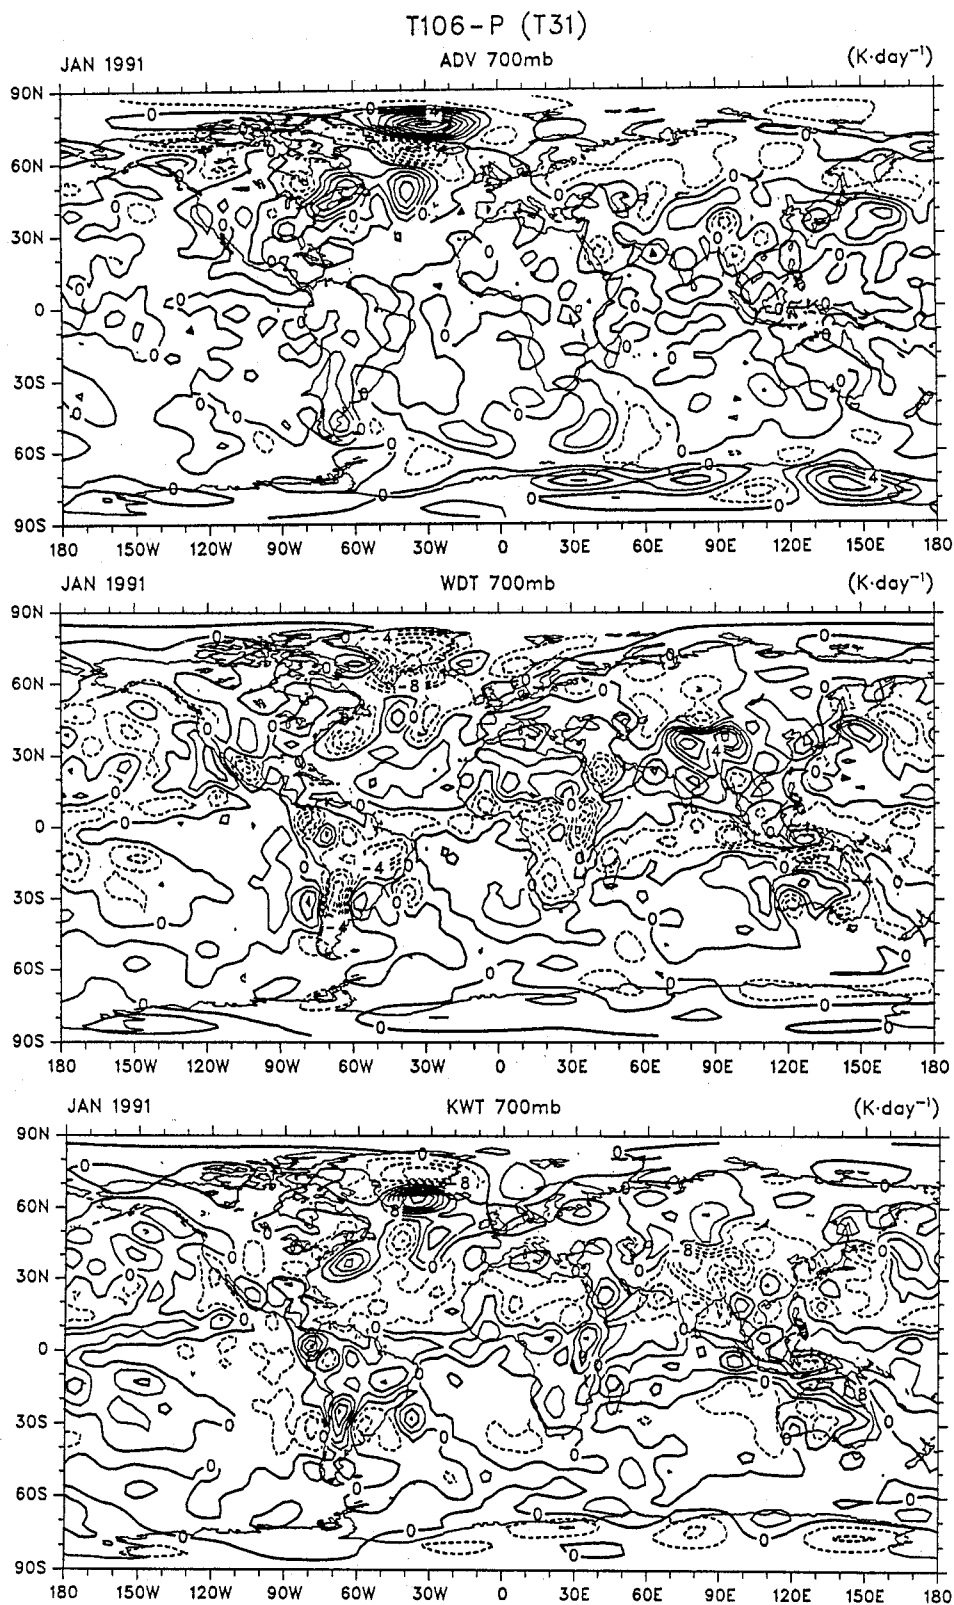 T106-P (T31)
JAN 1991 ADV 700mb (K·day⁻¹)
90N
60N
30N
0
30S
60S
90S
180 150W 120W 90W 60W 30W 0 30E 60E 90E 120E 150E 180
JAN 1991 WDT 700mb (K·day⁻¹)
90N
60N
30N
0
30S
60S
90S
180 150W 120W 90W 60W 30W 0 30E 60E 90E 120E 150E 180
JAN 1991 KWT 700mb (K·day⁻¹)
90N
60N
30N
0
30S
60S
90S
180 150W 120W 90W 60W 30W 0 30E 60E 90E 120E 150E 180